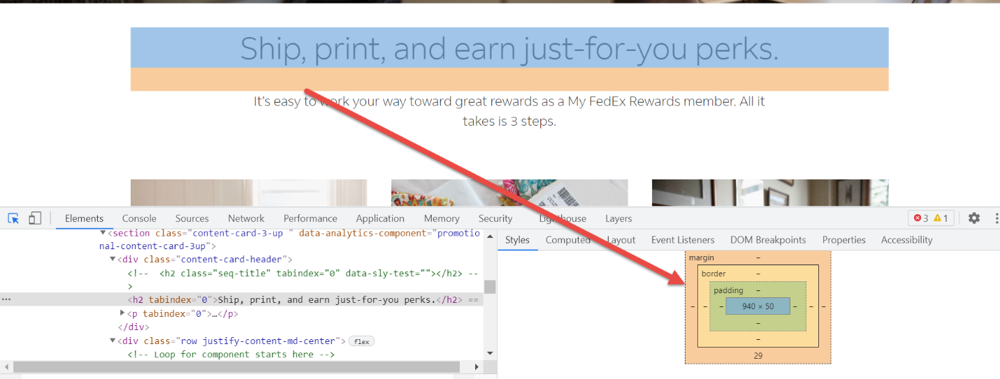 Ship, print, and earn just-for-you perks.
It's easy to work your way toward great rewards as a My FedEx Rewards member. All it
takes is 3 steps.
Elements Console Sources Network Performance Application Memory Security Lighthouse Layers 3 1
<section class="content-card-3-up " data-analytics-component="promotio
nal-content-card-3up">
<div class="content-card-header">
<!--  <h2 class="seq-title" tabindex="0" data-sly-test=""></h2> --
>
<h2 tabindex="0">Ship, print, and earn just-for-you perks.</h2> ==
<p tabindex="0">…</p>
</div>
<div class="row justify-content-md-center"> flex
<!-- Loop for component starts here -->
Styles Computed Layout Event Listeners DOM Breakpoints Properties Accessibility
margin –
border –
padding –
– – – 940 × 50 – – –
–
–
29